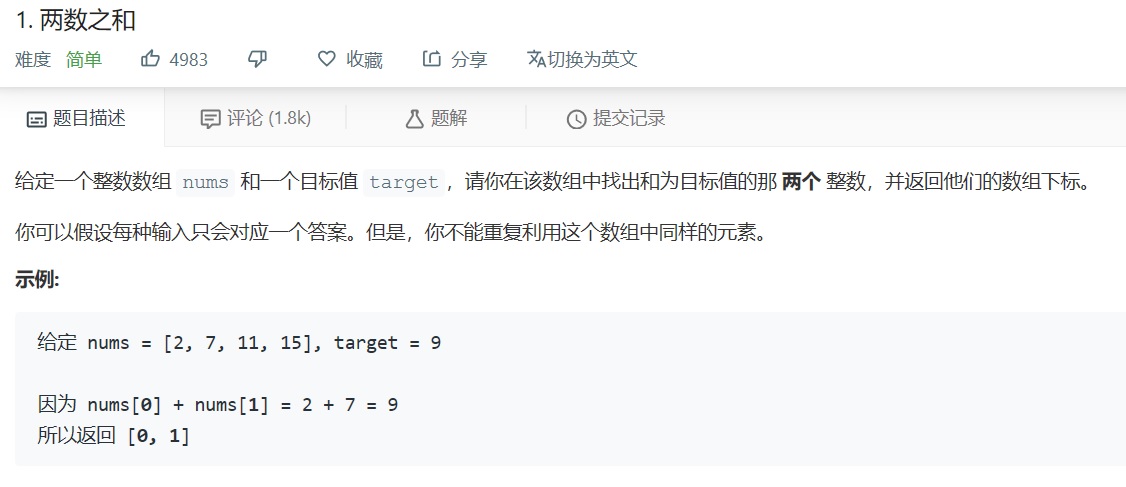 1. 两数之和
难度 简单 4983 收藏 分享 切换为英文
题目描述 评论 (1.8k) 题解 提交记录
给定一个整数数组 nums 和一个目标值 target，请你在该数组中找出和为目标值的那 两个 整数，并返回他们的数组下标。
你可以假设每种输入只会对应一个答案。但是，你不能重复利用这个数组中同样的元素。
示例:
给定 nums = [2, 7, 11, 15], target = 9
因为 nums[0] + nums[1] = 2 + 7 = 9
所以返回 [0, 1]